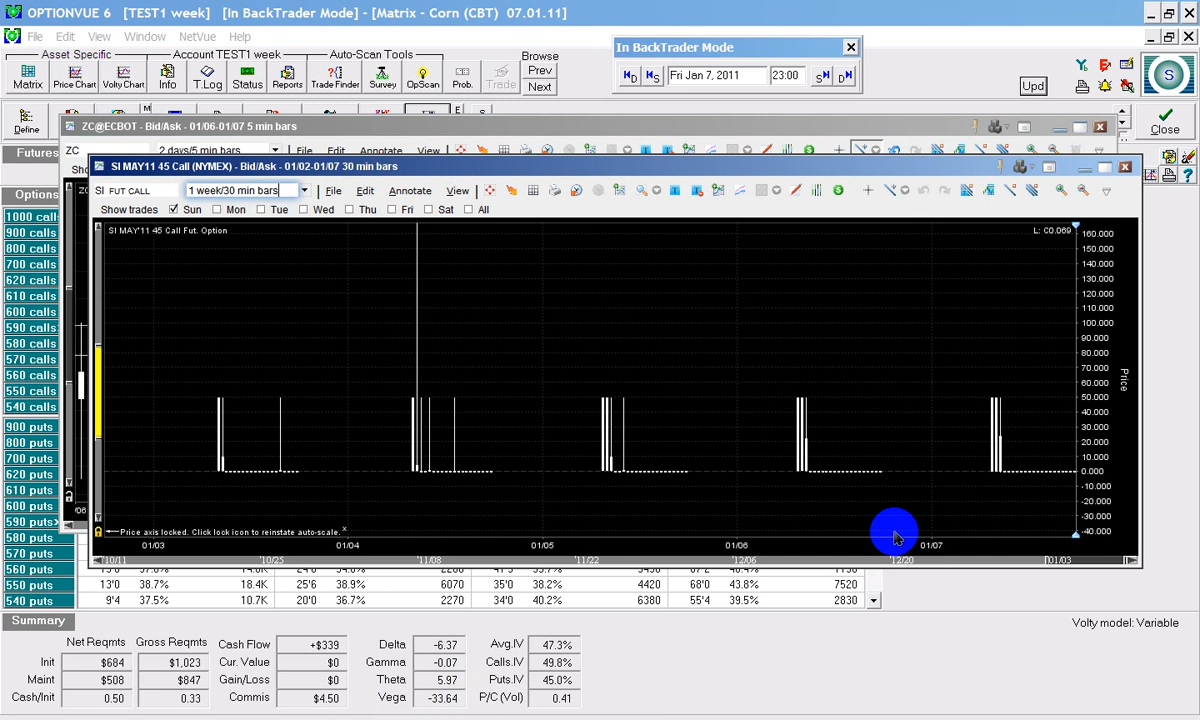 OPTIONVUE 6 [TEST1 week] [In BackTrader Mode] - [Matrix - Corn (CBT) 07.01.11]
File Edit View Window NetVue Help
Asset Specific Account TEST1 week Auto-Scan Tools Browse
Matrix Price Chart Volty Chart Info T.Log Status Reports Trade Finder Survey OpScan Prob. Trade Prev
Next
In BackTrader Mode
D S Fri Jan 7, 2011 23:00 S D
Upd
Define
M
E
S
Close
ZC@ECBOT - Bid/Ask - 01/06-01/07 5 min bars
ZC 2 days/5 min bars File Edit Annotate View
Futures
Options
SI MAY11 45 Call (NYMEX) - Bid/Ask - 01/02-01/07 30 min bars
SI FUT CALL 1 week/30 min bars File Edit Annotate View
Show trades Sun Mon Tue Wed Thu Fri Sat All
SI MAY'11 45 Call Fut. Option
L: C0.069
160.000
150.000
140.000
130.000
120.000
110.000
100.000
90.000
80.000
70.000
60.000
50.000
40.000
30.000
20.000
10.000
0.000
-10.000
-20.000
-30.000
-40.000
Price
Price axis locked. Click lock icon to reinstate auto-scale. x
01/03 01/04 01/05 01/06 01/07
'10/11 10/25 '11/08 11/22 '12/06 '12/20 01/03
1000 call
900 calls
800 calls
700 calls
620 calls
610 calls
600 calls
590 calls
580 calls
570 calls
560 calls
550 calls
540 calls
900 puts
800 puts
700 puts
620 puts
610 puts
600 puts
590 puts>
580 puts
570 puts
560 puts
550 puts 13'0 38.7% 18.4K 25'6 38.9% 6070 35'0 38.2% 4420 68'0 43.8% 7520
540 puts 9'4 37.5% 10.7K 20'0 36.7% 2270 34'0 40.2% 6380 55'4 39.5% 2830
Summary
Volty model: Variable
Net Reqmts Gross Reqmts Cash Flow +$339 Delta -6.37 Avg.IV 47.3%
Init $684 $1,023 Cur. Value $0 Gamma -0.07 Calls.IV 49.8%
Maint $508 $847 Gain/Loss $0 Theta 5.97 Puts.IV 45.0%
Cash/Init 0.50 0.33 Commis $4.50 Vega -33.64 P/C (Vol) 0.41